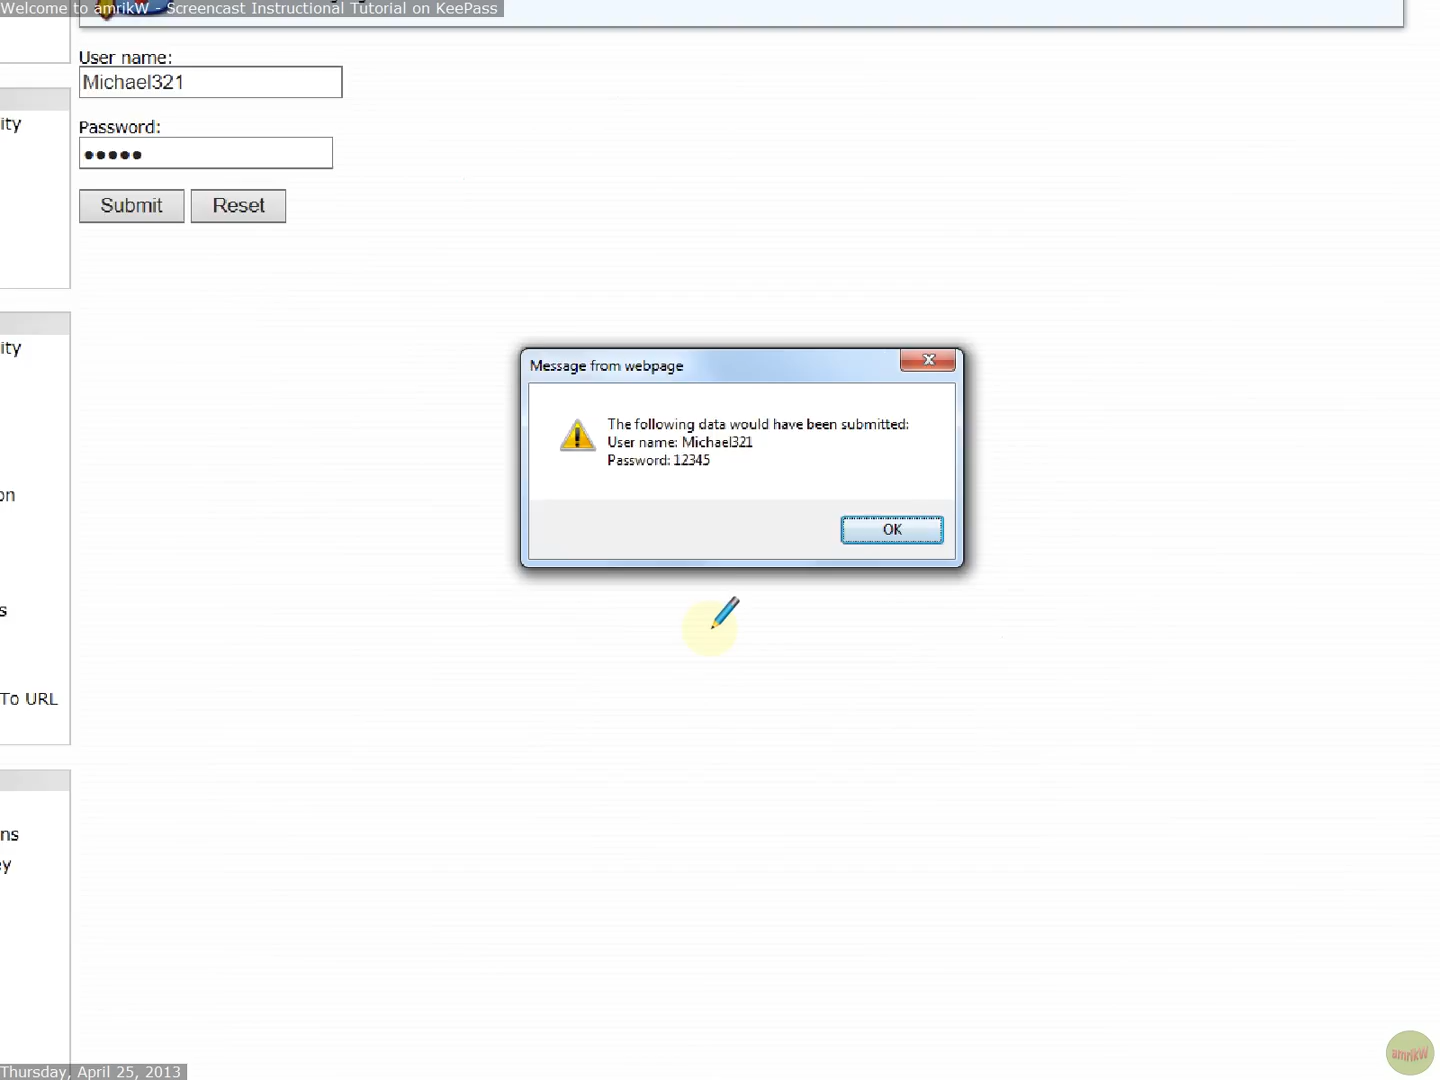 Welcome to amrikW - Screencast Instructional Tutorial on KeePass
User name:
Michael321
ity
Password:
Submit
Reset
ity
Message from webpage
The following data would have been submitted:
User name: Michael321
Password: 12345
OK
on
s
To URL
ns
ey
amrikW
Thursday, April 25, 2013